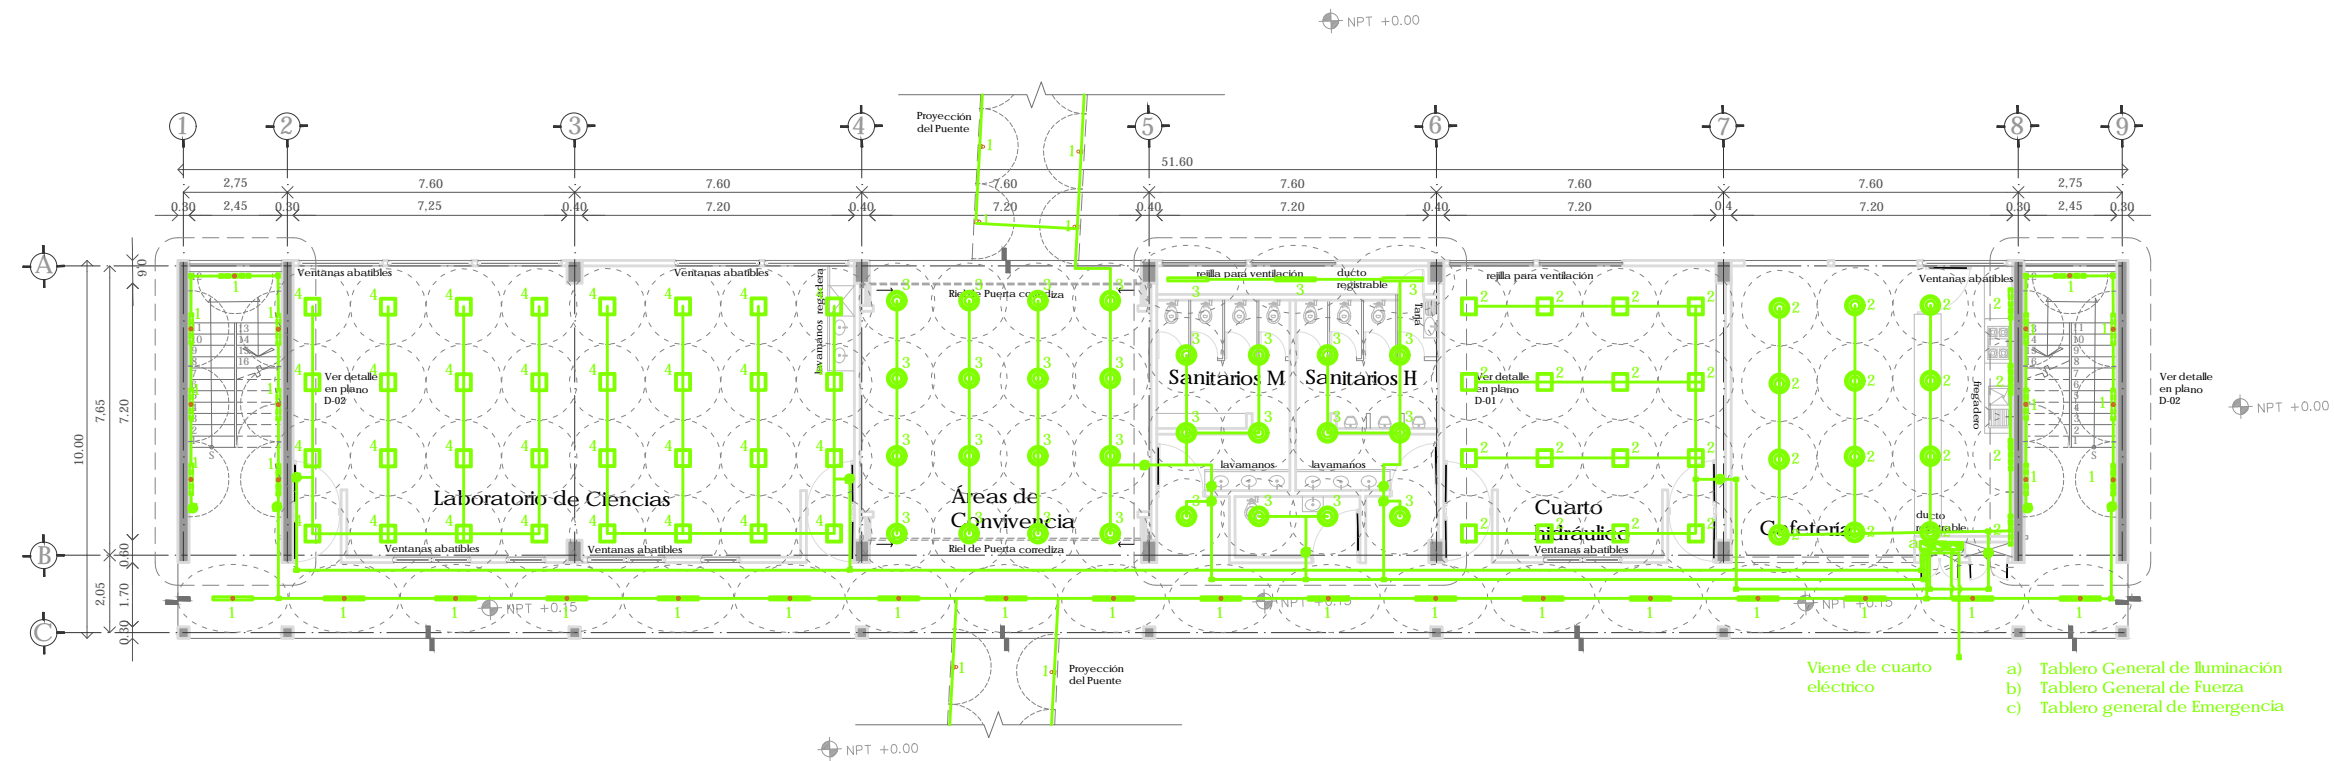 NPT +0.00
Proyección
del Puente
1 2 3 4 5 6 7 8 9
51.60
2,75 7.60 7.60 7.60 7.60 7.60 7.60 2,75
0.30 2,45 0.30 7,25 0.40 7.20 0.40 7.20 0.40 7.20 0.40 7.20 0.4 7.20 0.30 2,45 0.30
A
B
C
10.00
7,65
2,05
0.6
7.20
0.60
1.70
0.30
Ventanas abatibles
Ventanas abatibles
lavamános regadera
Riel de Puerta corrediza
rejilla para ventilación
ducto
registrable
Tarja
rejilla para ventilación
Ventanas abatibles
Ver detalle
en plano
D-02
Sanitarios M
Sanitarios H
Ver detalle
en plano
D-01
fregadero
Ver detalle
en plano
D-02
NPT +0.00
lavamanos
lavamanos
Laboratorio de Ciencias
Áreas de
Convivencia
Cuarto
hidráulico
Cafetería
ducto
registrable
a
Ventanas abatibles
Ventanas abatibles
Riel de Puerta corrediza
Ventanas abatibles
NPT +0.15
NPT +0.15
NPT +0.15
Proyección
del Puente
Viene de cuarto
eléctrico
a) Tablero General de Iluminación
b) Tablero General de Fuerza
c) Tablero general de Emergencia
NPT +0.00